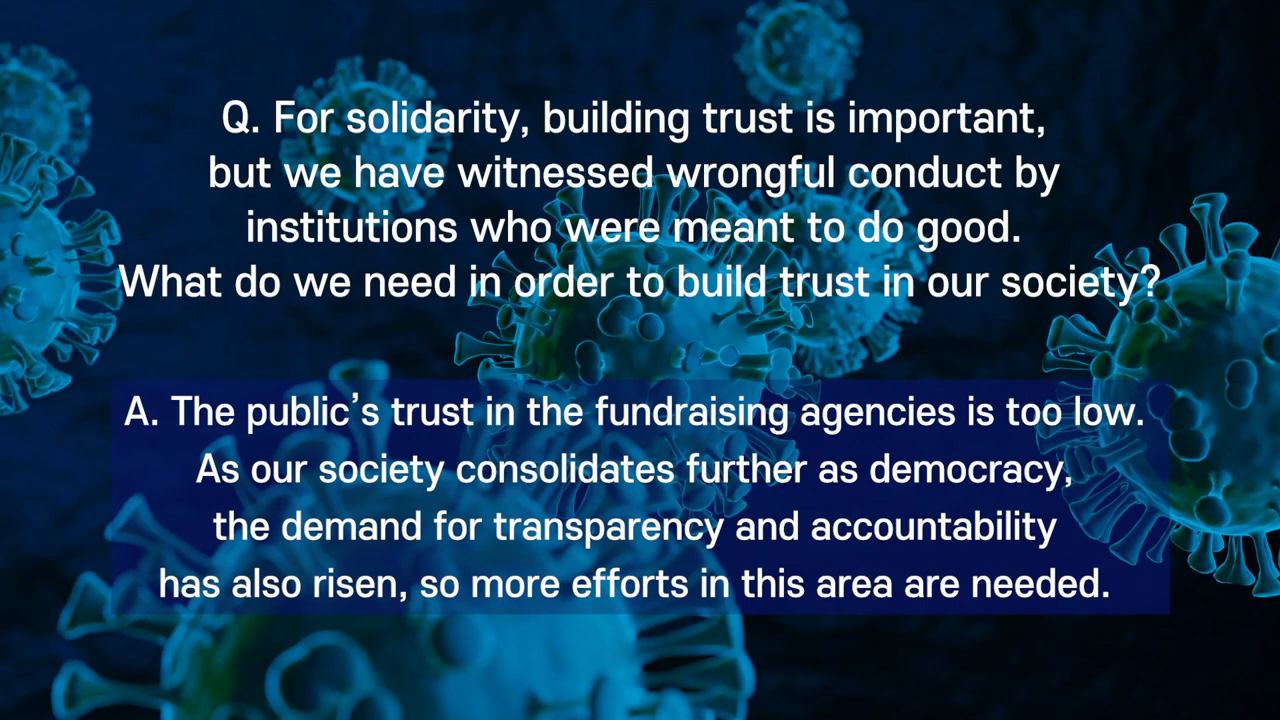 Q. For solidarity, building trust is important,
but we have witnessed wrongful conduct by
institutions who were meant to do good.
What do we need in order to build trust in our society?
A. The public’s trust in the fundraising agencies is too low.
As our society consolidates further as democracy,
the demand for transparency and accountability
has also risen, so more efforts in this area are needed.